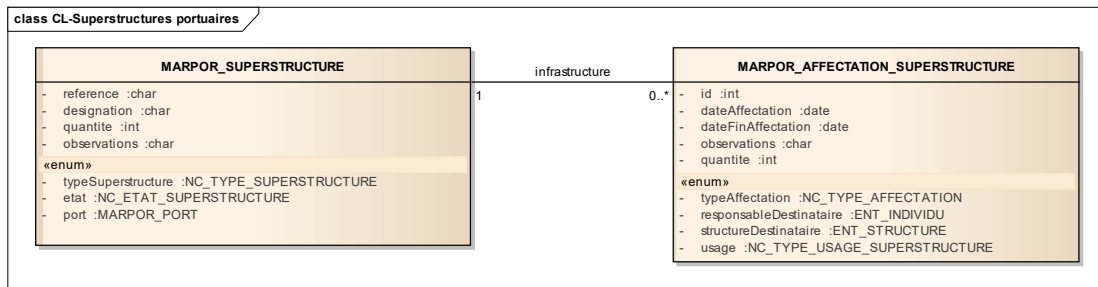 class CL-Superstructures portuaires
MARPOR_SUPERSTRUCTURE
- reference :char
- designation :char
- quantite :int
- observations :char
«enum»
- typeSuperstructure :NC_TYPE_SUPERSTRUCTURE
- etat :NC_ETAT_SUPERSTRUCTURE
- port :MARPOR_PORT
infrastructure
1
0..*
MARPOR_AFFECTATION_SUPERSTRUCTURE
- id :int
- dateAffectation :date
- dateFinAffectation :date
- observations :char
- quantite :int
«enum»
- typeAffectation :NC_TYPE_AFFECTATION
- responsableDestinataire :ENT_INDIVIDU
- structureDestinataire :ENT_STRUCTURE
- usage :NC_TYPE_USAGE_SUPERSTRUCTURE